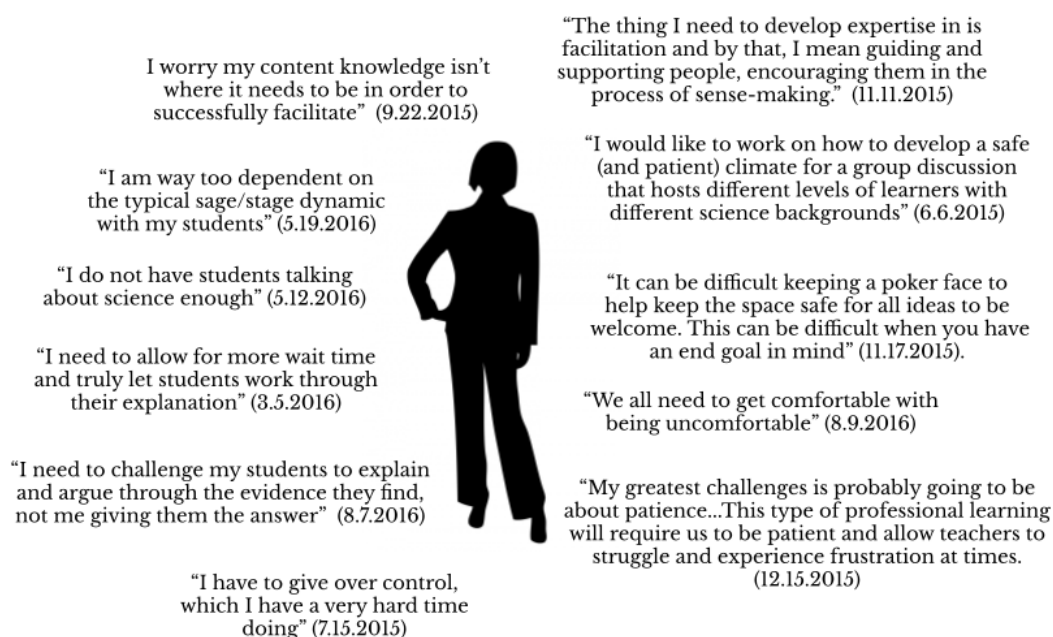 I worry my content knowledge isn't
where it needs to be in order to
successfully facilitate” (9.22.2015)
“I am way too dependent on
the typical sage/stage dynamic
with my students” (5.19.2016)
“I do not have students talking
about science enough” (5.12.2016)
“I need to allow for more wait time
and truly let students work through
their explanation” (3.5.2016)
“I need to challenge my students to explain
and argue through the evidence they find,
not me giving them the answer” (8.7.2016)
“I have to give over control,
which I have a very hard time
doing” (7.15.2015)
“The thing I need to develop expertise in is
facilitation and by that, I mean guiding and
supporting people, encouraging them in the
process of sense-making.” (11.11.2015)
“I would like to work on how to develop a safe
(and patient) climate for a group discussion
that hosts different levels of learners with
different science backgrounds” (6.6.2015)
“It can be difficult keeping a poker face to
help keep the space safe for all ideas to be
welcome. This can be difficult when you have
an end goal in mind” (11.17.2015).
“We all need to get comfortable with
being uncomfortable” (8.9.2016)
“My greatest challenges is probably going to be
about patience...This type of professional learning
will require us to be patient and allow teachers to
struggle and experience frustration at times.
(12.15.2015)